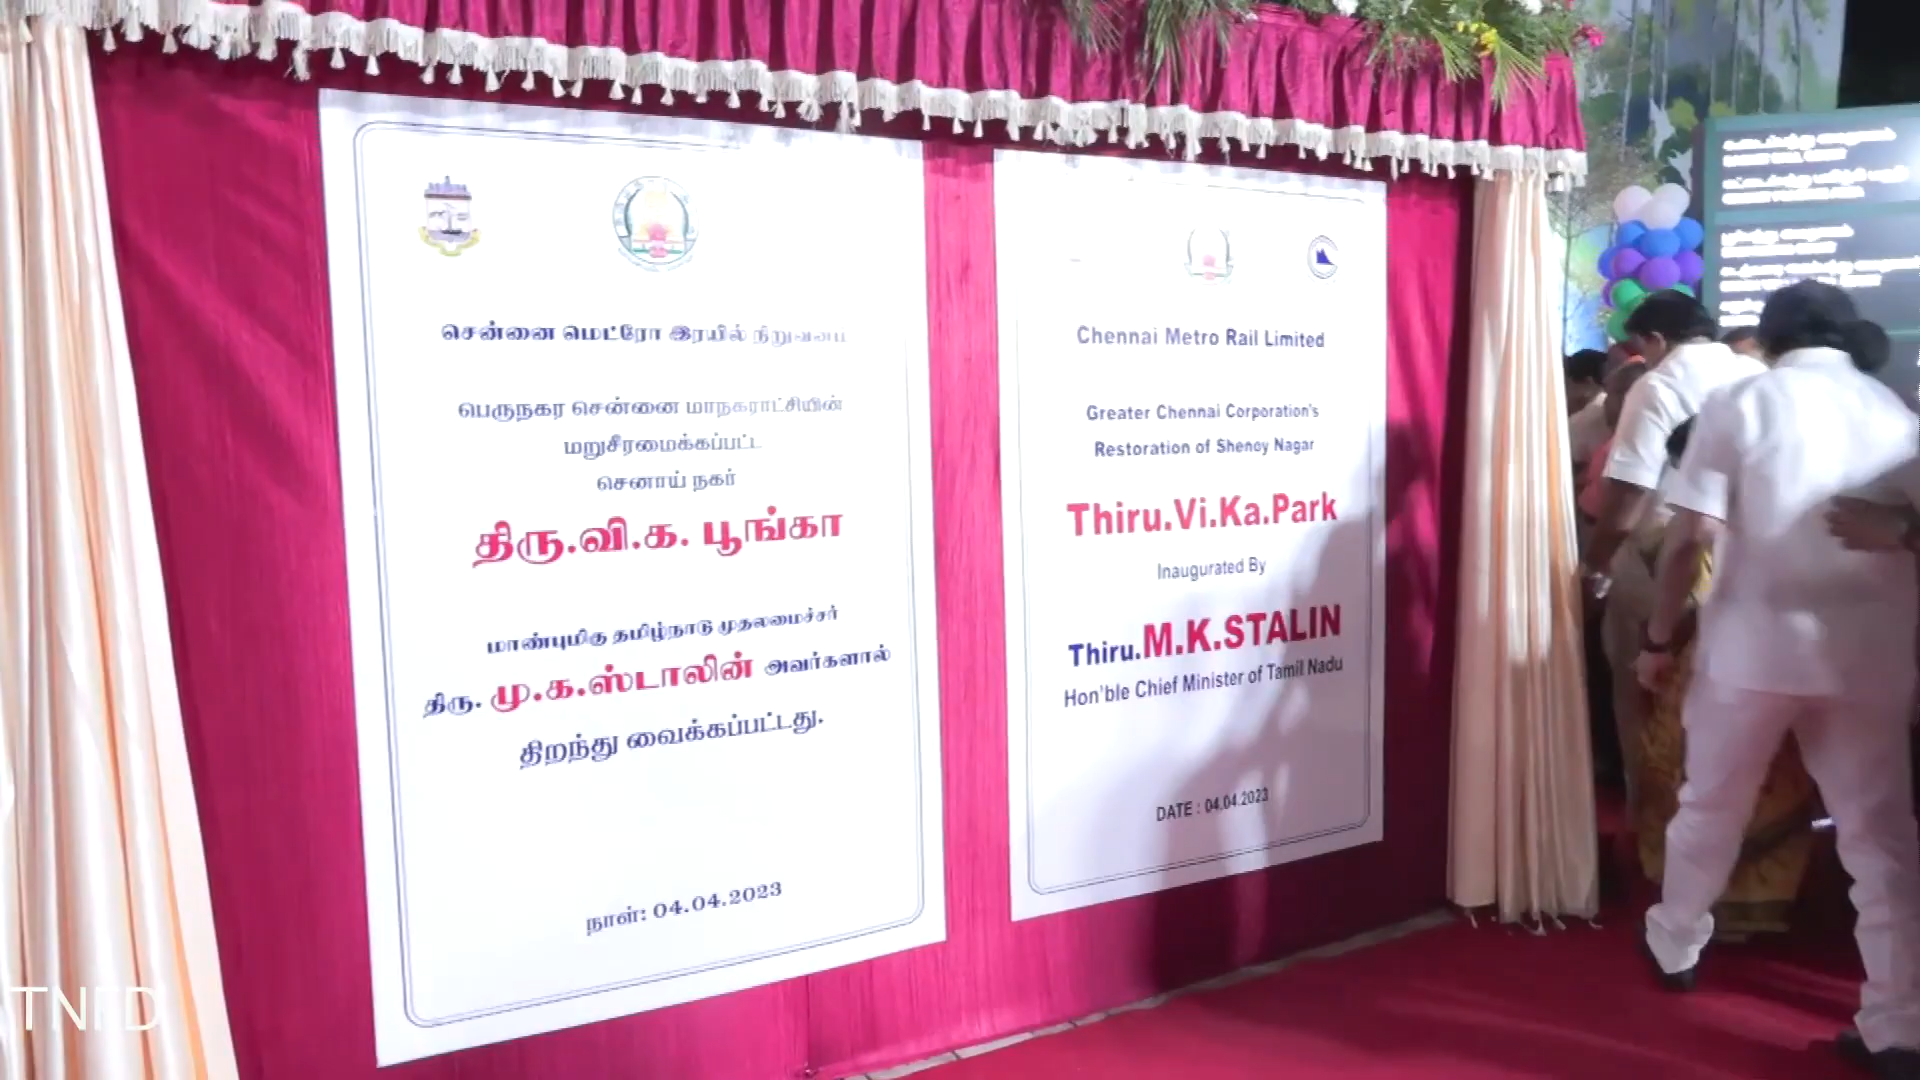 சென்னை மெட்ரோ இரயில் நிறுவனம்
பெருநகர சென்னை மாநகராட்சியின்
மறுசீரமைக்கப்பட்ட
செனாய் நகர்
திரு.வி.க. பூங்கா
மாண்புமிகு தமிழ்நாடு முதலமைச்சர்
திரு. மு.க.ஸ்டாலின் அவர்களால்
திறந்து வைக்கப்பட்டது.
நாள்: 04.04.2023
Chennai Metro Rail Limited
Greater Chennai Corporation's
Restoration of Shenoy Nagar
Thiru.Vi.Ka.Park
Inaugurated By
Thiru.M.K.STALIN
Hon'ble Chief Minister of Tamil Nadu
DATE : 04.04.2023